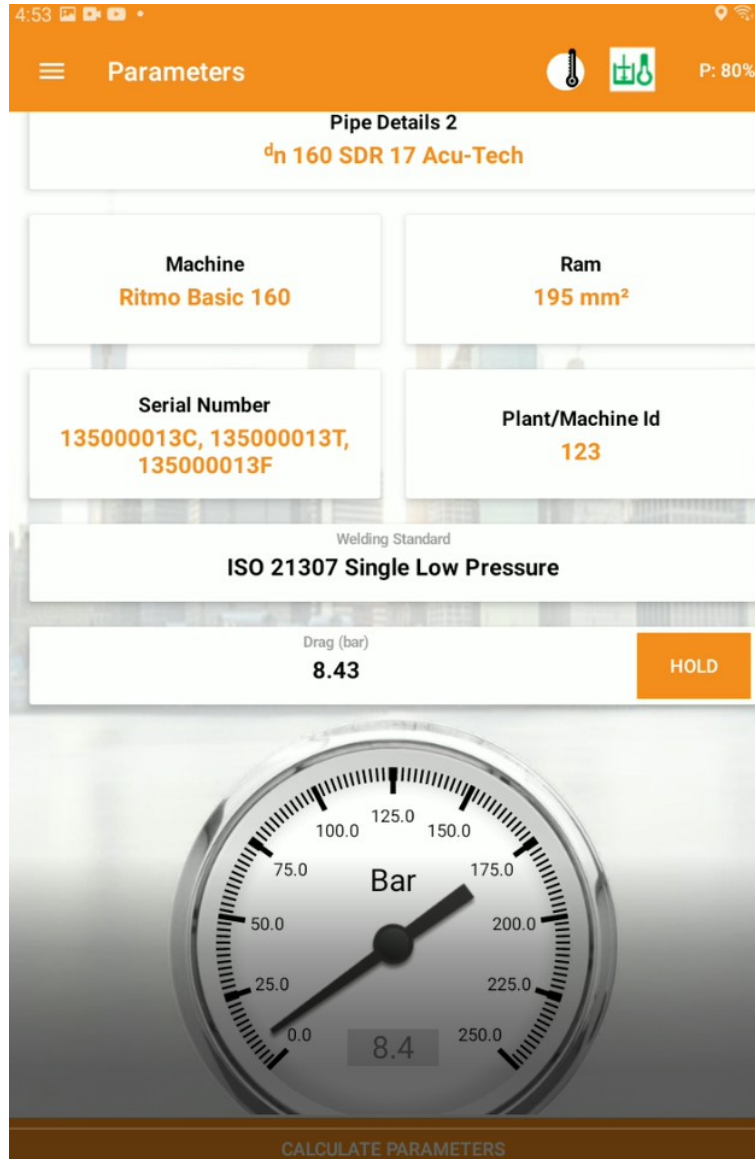 4:53
Parameters
P: 80%
Pipe Details 2
dn 160 SDR 17 Acu-Tech
Machine
Ritmo Basic 160
Ram
195 mm²
Serial Number
135000013C, 135000013T,
135000013F
Plant/Machine Id
123
Welding Standard
ISO 21307 Single Low Pressure
Drag (bar)
8.43
HOLD
125.0
100.0
150.0
75.0
175.0
Bar
50.0
200.0
25.0
225.0
0.0
250.0
8.4
CALCULATE PARAMETERS